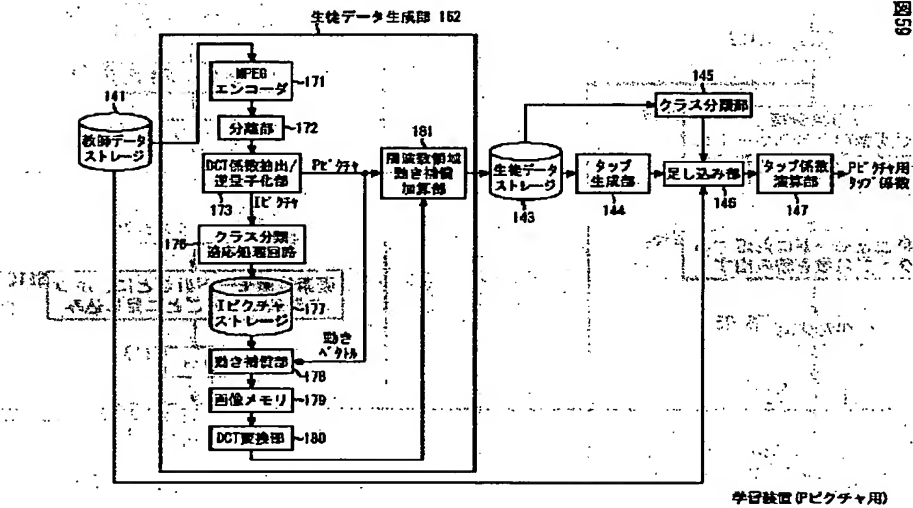 図59
生徒データ生成部 162
MPEG
エンコーダ
171
分離部
172
DCT係数抽出/
逆量子化部
173
Pピクチャ
Iピクチャ
176
クラス分類
適応処理回路
Iピクチャ
ストレージ
177
動き
ベクトル
動き補償部
178
画像メモリ
179
DCT変換部
180
181
周波数領域
動き補償
加算部
141
教師データ
ストレージ
生徒データ
ストレージ
143
タップ
生成部
144
145
クラス分類部
足し込み部
146
タップ係数
演算部
147
Pピクチャ用
タップ係数
学習装置(Pピクチャ用)